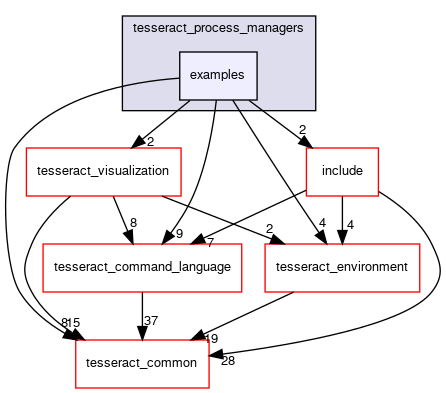 tesseract_process_managers
examples
2
2
tesseract_visualization
include
8
9
7
2
4
4
tesseract_command_language
tesseract_environment
8
15
37
19
28
tesseract_common